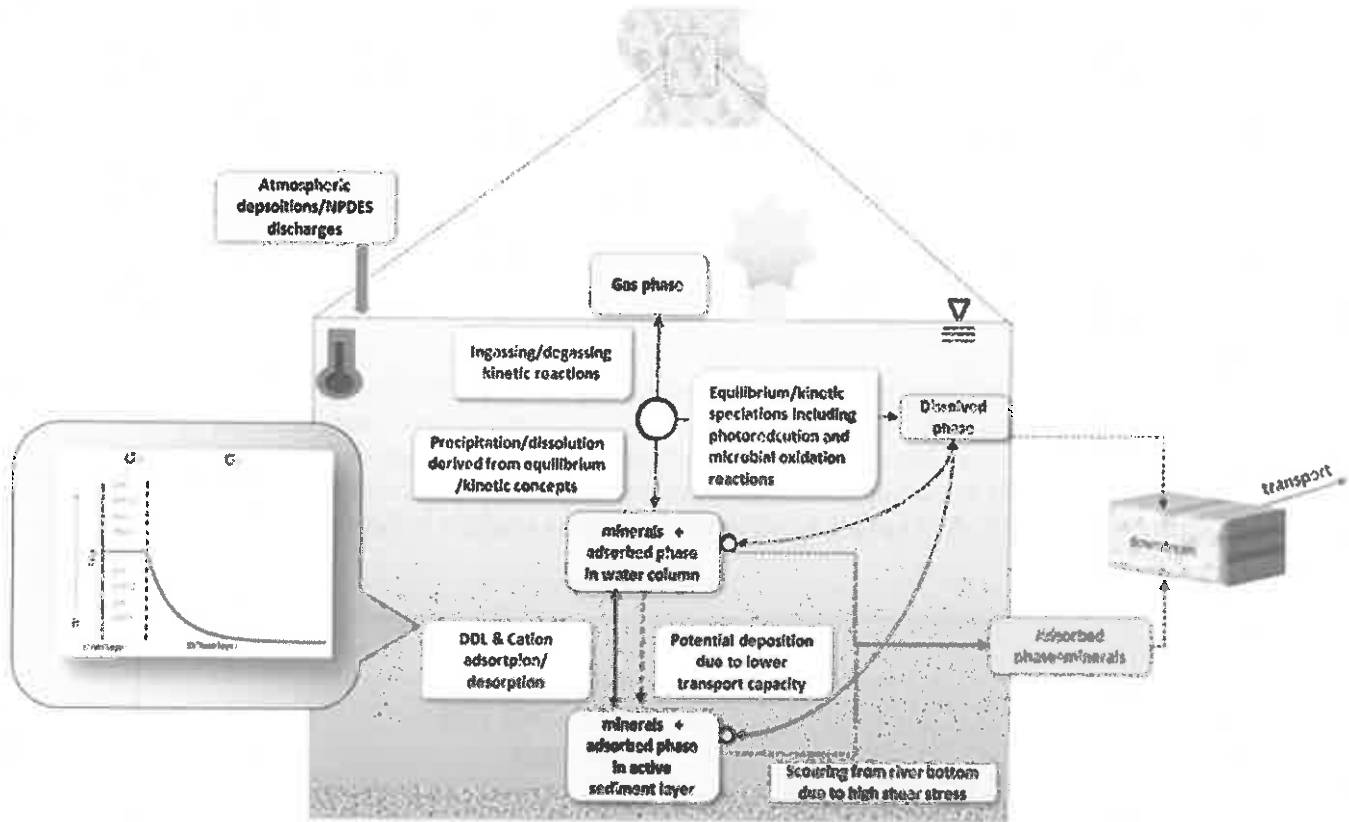 Atmospheric
depsoitions/NPDES
discharges
Gas phase
Ingassing/degassing
kinetic reactions
Equilibrium/kinetic
speciations including
photoredcution and
microbial oxidation
reactions
Dissolved
phase
Precipitation/dissolution
derived from equilibrium
/kinetic concepts
transport
minerals +
adsorbed phase
in water column
downstream
DDL & Cation
adsortpion/
desorption
Potential deposition
due to lower
transport capacity
Adsorbed
phase+minerals
minerals +
adsorbed phase
in active
sediment layer
Scouring from river bottom
due to high shear stress